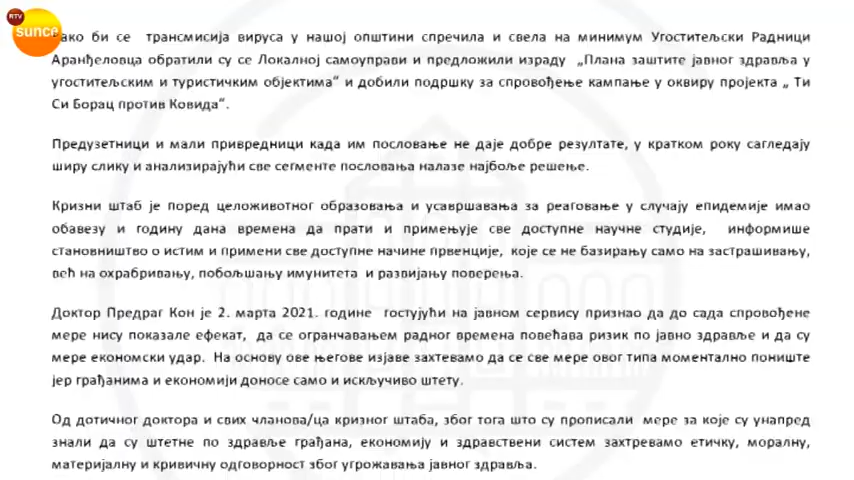 RTV
sunce
ако би се трансмисија вируса у нашој општини спречила и свела на минимум Угоститељски Радници
Аранђеловца обратили су се Локалној самоуправи и предложили израду „Плана заштите јавног здравља у
угоститељским и туристичким објектима“ и добили подршку за спровођење кампање у оквиру пројекта „ Ти
Си Борац против Ковида“.
Предузетници и мали привредници када им пословање не даје добре резултате, у кратком року сагледају
ширу слику и анализирајући све сегменте пословања налазе најбоље решење.
Кризни штаб је поред целоживотног образовања и усавршавања за реаговање у случају епидемије имао
обавезу и годину дана времена да прати и примењује све доступне научне студије, информише
становништво о истим и примени све доступне начине првенције, које се не базирању само на застрашивању,
већ на охрабривању, побољшању имунитета и развијању поверења.
Доктор Предраг Кон је 2. марта 2021. године гостујући на јавном сервису признао да до сада спровођене
мере нису показале ефекат, да се огранчавањем радног времена повећава ризик по јавно здравље и да су
мере економски удар. На основу ове његове изјаве захтевамо да се све мере овог типа моментално пониште
јер грађанима и економији доносе само и искључиво штету.
Од дотичног доктора и свих чланова/ца кризног штаба, због тога што су прописали мере за које су унапред
знали да су штетне по здравље грађана, економију и здравствени систем захтревамо етичку, моралну,
материјалну и кривичну одговорност због угрожавања јавног здравља.